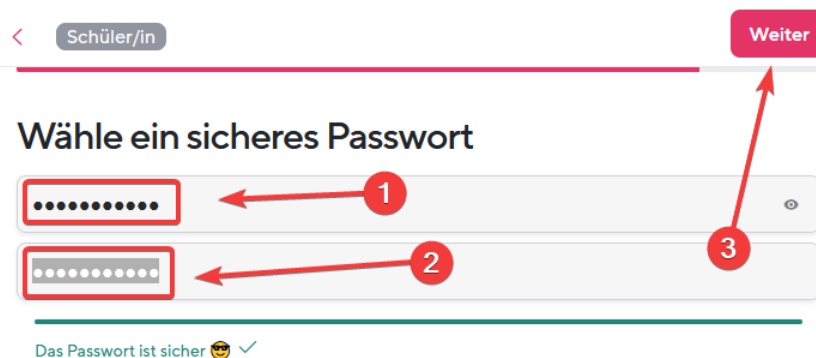 Schüler/in
Weiter
Wähle ein sicheres Passwort
•••••••••••
1
•••••••••••
2
3
Das Passwort ist sicher 😎 ✓